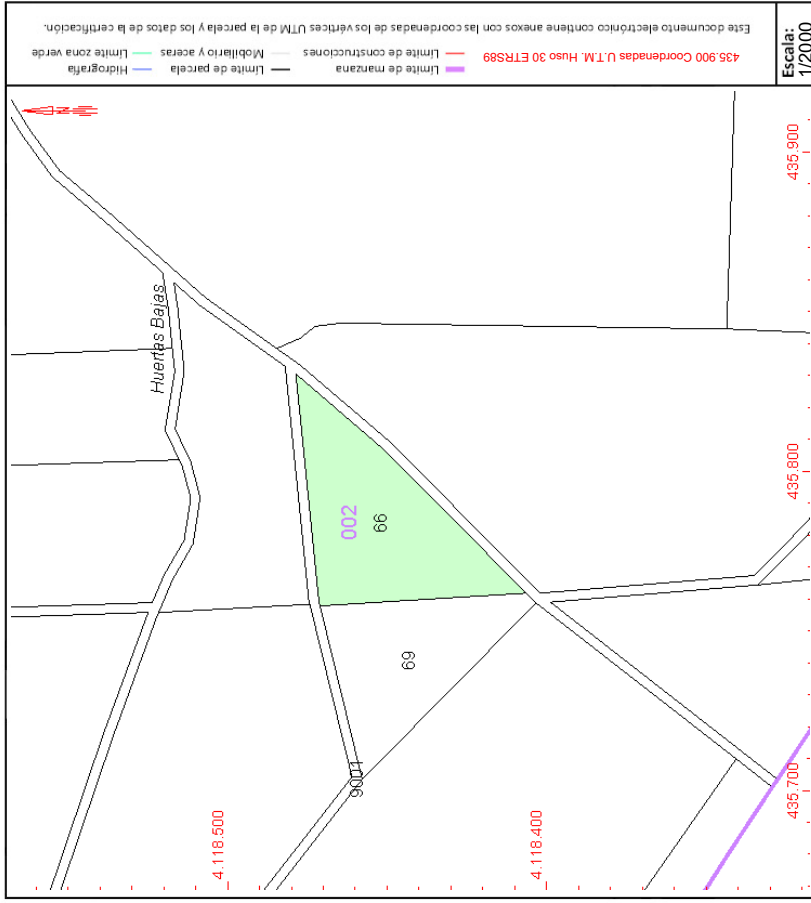 Este documento electrónico contiene anexos con las coordenadas de los vértices UTM de la parcela y los datos de la certificación.
435.900 Coordenadas U.T.M. Huso 30 ETRS89
Límite de manzana
Límite de construcciones
Límite de parcela
Mobiliario y aceras
Hidrografía
Límite zona verde
Escala:
1/2000
435.900
435.800
435.700
4.118.500
4.118.400
Huertas Bajas
002
66
69
9001